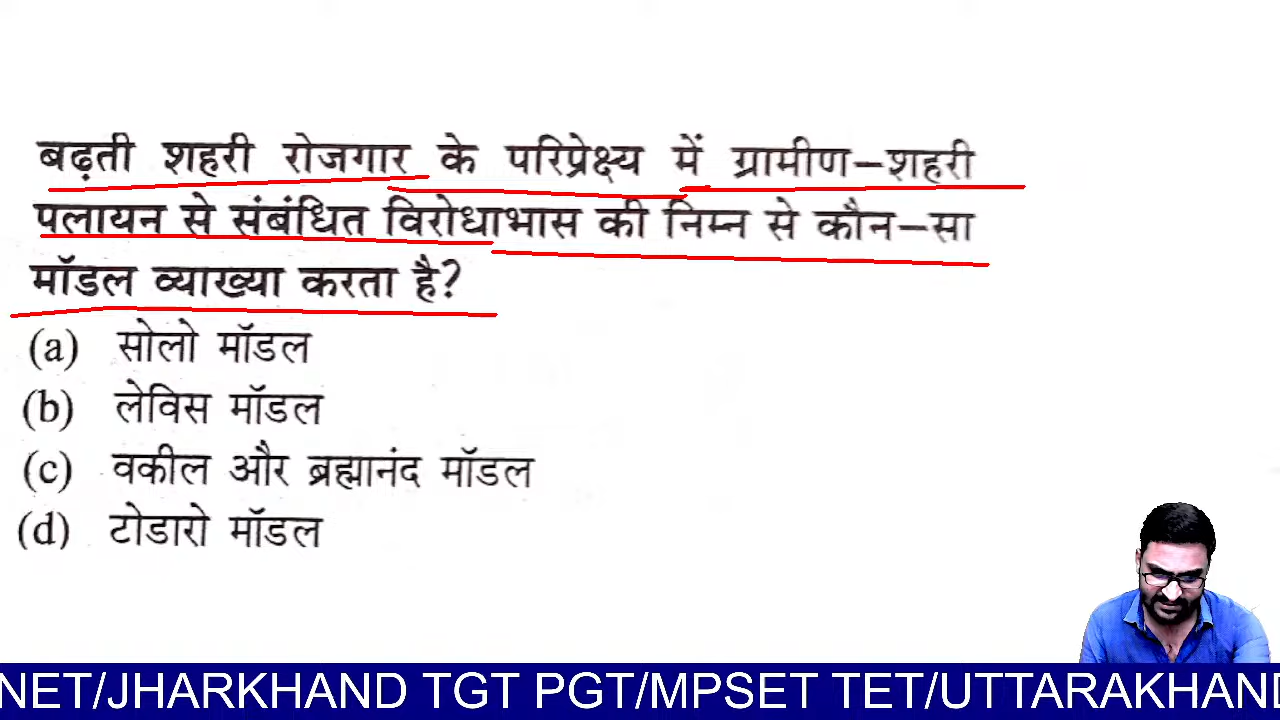 बढ़ती शहरी रोजगार के परिप्रेक्ष्य में ग्रामीण–शहरी
पलायन से संबंधित विरोधाभास की निम्न से कौन–सा
मॉडल व्याख्या करता है?
(a) सोलो मॉडल
(b) लेविस मॉडल
(c) वकील और ब्रह्मानंद मॉडल
(d) टोडारो मॉडल
NET/JHARKHAND TGT PGT/MPSET TET/UTTARAKHAND